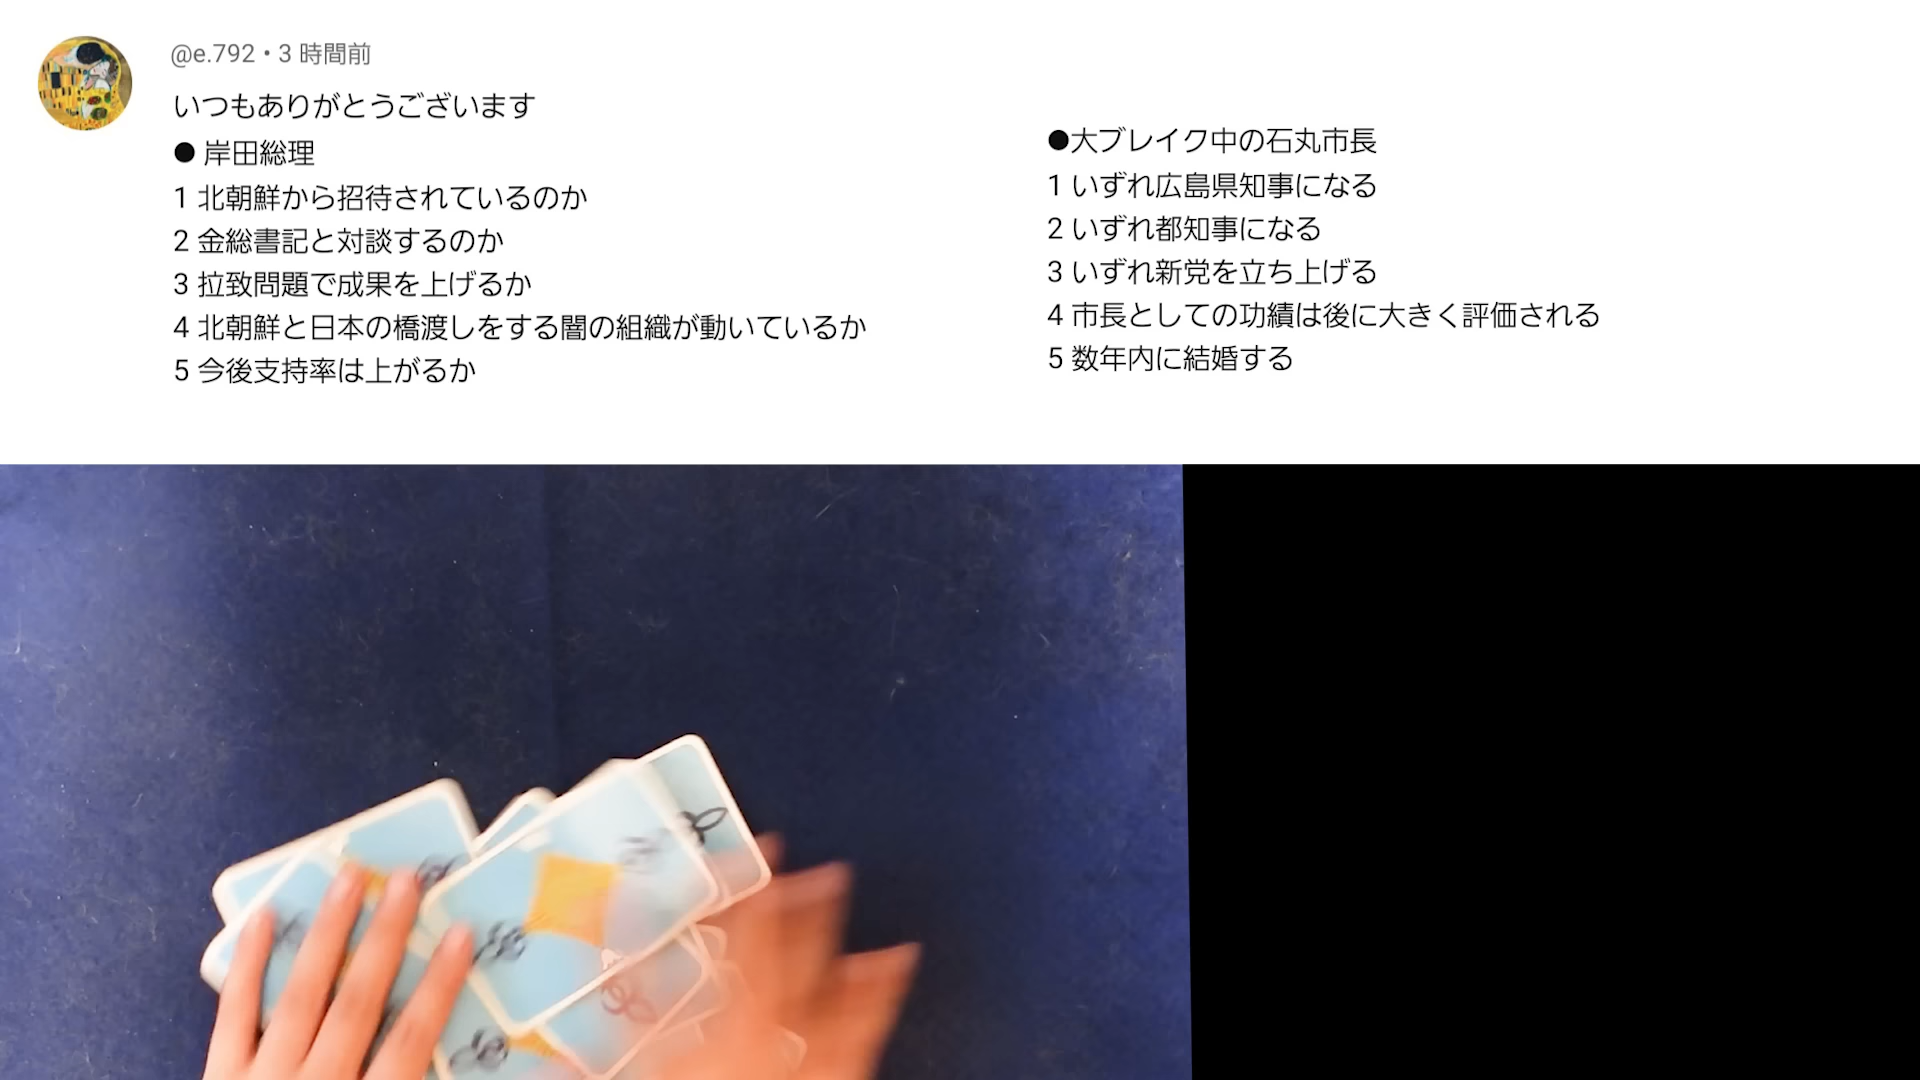 @e.792・3 時間前
いつもありがとうございます
● 岸田総理
1 北朝鮮から招待されているのか
2 金総書記と対談するのか
3 拉致問題で成果を上げるか
4 北朝鮮と日本の橋渡しをする闇の組織が動いているか
5 今後支持率は上がるか
●大ブレイク中の石丸市長
1 いずれ広島県知事になる
2 いずれ都知事になる
3 いずれ新党を立ち上げる
4 市長としての功績は後に大きく評価される
5 数年内に結婚する